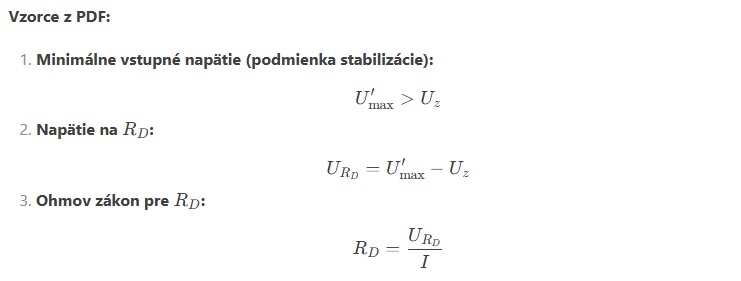 Vzorce z PDF:
1. Minimálne vstupné napätie (podmienka stabilizácie):
U′max > Uz
2. Napätie na RD:
URD = U′max − Uz
3. Ohmov zákon pre RD:
RD = URD / I